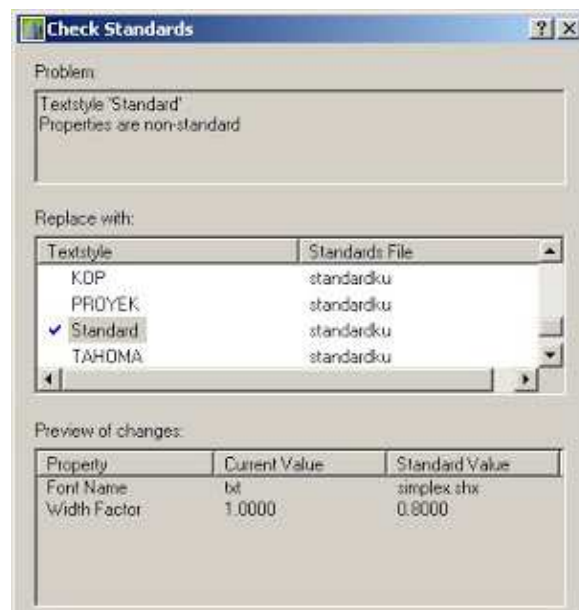 Check Standards
Problem:
Textstyle 'Standard'
Properties are non-standard
Replace with:
Textstyle Standards File
KOP standardku
PROYEK standardku
Standard standardku
TAHOMA standardku
Preview of changes:
Property Current Value Standard Value
Font Name txt simplex.shx
Width Factor 1.0000 0.8000